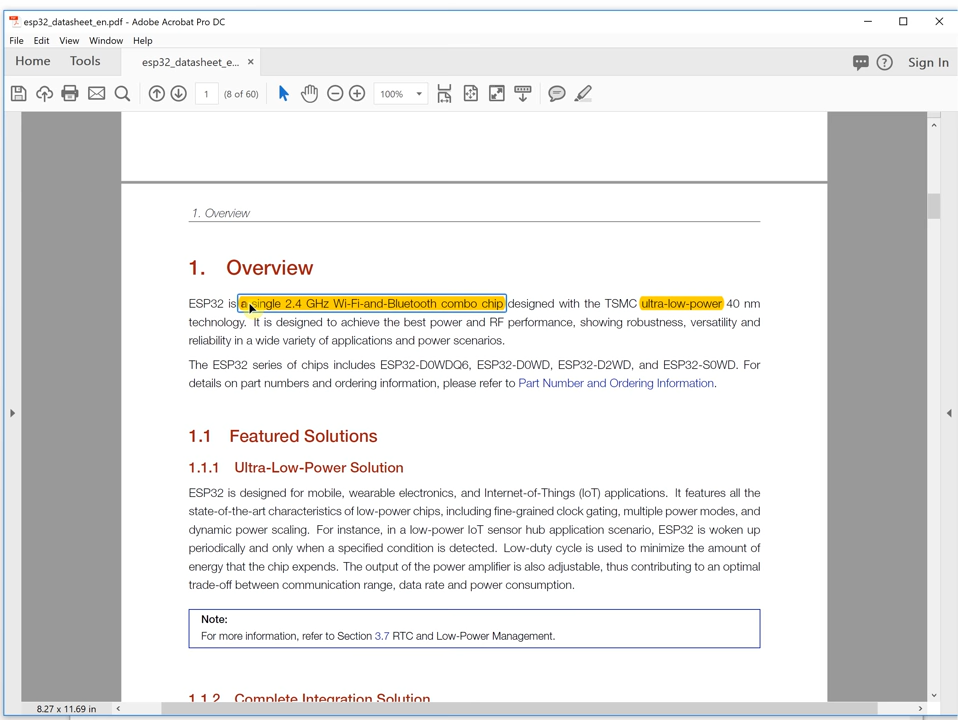 esp32_datasheet_en.pdf - Adobe Acrobat Pro DC
File Edit View Window Help
Home Tools esp32_datasheet_e... × Sign In
1 (8 of 60) 100%
1. Overview
1. Overview
ESP32 is a single 2.4 GHz Wi-Fi-and-Bluetooth combo chip designed with the TSMC ultra-low-power 40 nm
technology. It is designed to achieve the best power and RF performance, showing robustness, versatility and
reliability in a wide variety of applications and power scenarios.
The ESP32 series of chips includes ESP32-D0WDQ6, ESP32-D0WD, ESP32-D2WD, and ESP32-S0WD. For
details on part numbers and ordering information, please refer to Part Number and Ordering Information.
1.1 Featured Solutions
1.1.1 Ultra-Low-Power Solution
ESP32 is designed for mobile, wearable electronics, and Internet-of-Things (IoT) applications. It features all the
state-of-the-art characteristics of low-power chips, including fine-grained clock gating, multiple power modes, and
dynamic power scaling. For instance, in a low-power IoT sensor hub application scenario, ESP32 is woken up
periodically and only when a specified condition is detected. Low-duty cycle is used to minimize the amount of
energy that the chip expends. The output of the power amplifier is also adjustable, thus contributing to an optimal
trade-off between communication range, data rate and power consumption.
Note:
For more information, refer to Section 3.7 RTC and Low-Power Management.
1.1.2 Complete Integration Solution
8.27 x 11.69 in